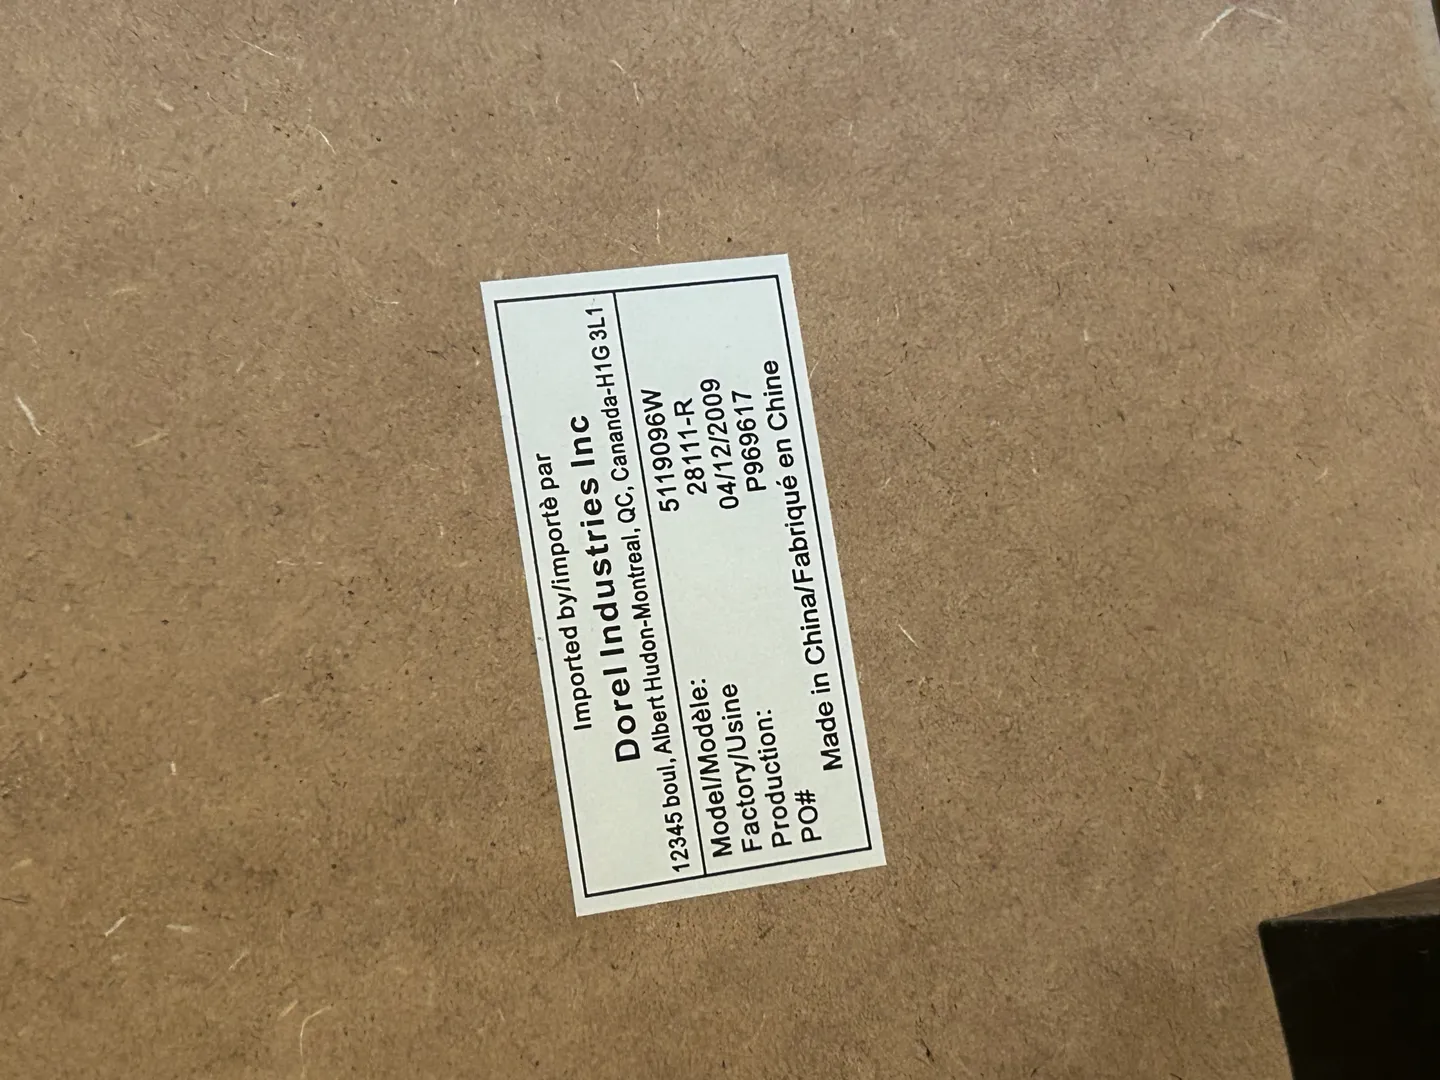 Imported by/importè par
Dorel Industries Inc
12345 boul, Albert Hudon-Montreal, QC, Cananda-H1G 3L1
Model/Modèle: 5119096W
Factory/Usine 28111-R
Production: 04/12/2009
PO# P969617
Made in China/Fabriqué en Chine